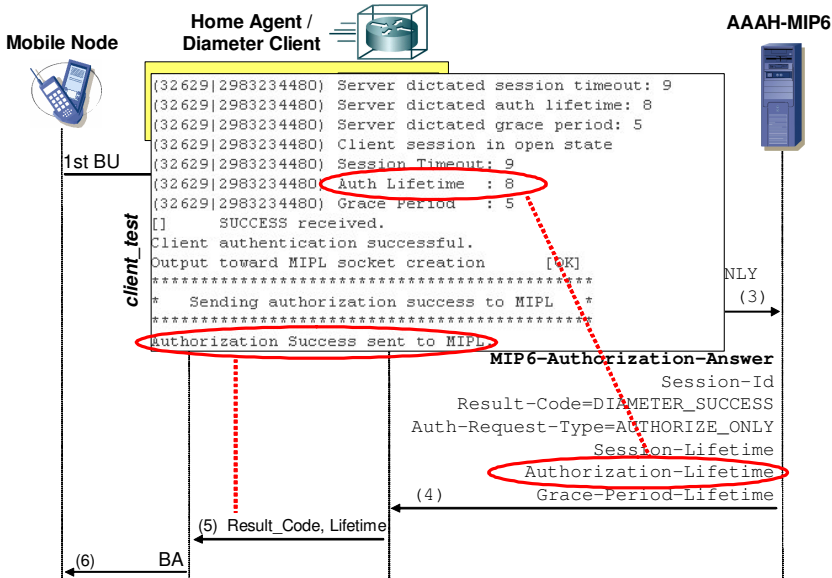 Home Agent /
Diameter Client
Mobile Node
AAAH-MIP6
(32629|2983234480) Server dictated session timeout: 9
(32629|2983234480) Server dictated auth lifetime: 8
(32629|2983234480) Server dictated grace period: 5
(32629|2983234480) Client session in open state
1st BU
(32629|2983234480) Session Timeout: 9
(32629|2983234480) Auth Lifetime : 8
(32629|2983234480) Grace Period : 5
[] SUCCESS received.
Client authentication successful.
Output toward MIPL socket creation [OK]
*********************************************
* Sending authorization success to MIPL *
*********************************************
Authorization Success sent to MIPL.
client_test
NLY
(3)
MIP6-Authorization-Answer
Session-Id
Result-Code=DIAMETER_SUCCESS
Auth-Request-Type=AUTHORIZE_ONLY
Session-Lifetime
Authorization-Lifetime
(4) Grace-Period-Lifetime
(5) Result_Code, Lifetime
(6) BA